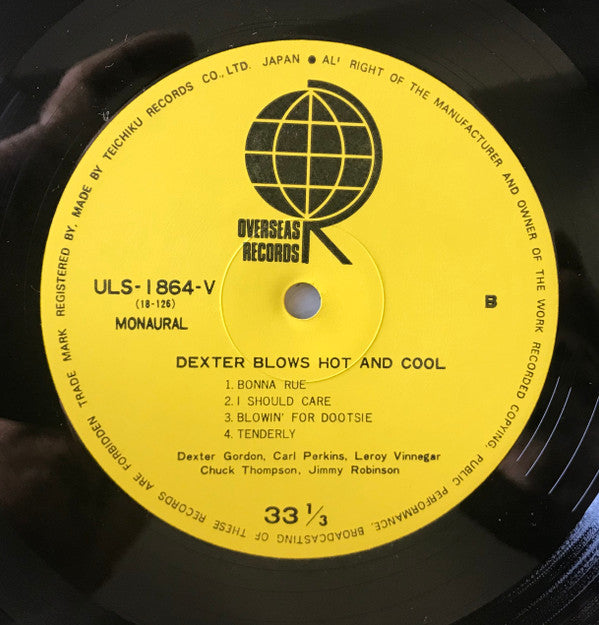 TRADE MARK REGISTERED BY. MADE BY TEICHIKU RECORDS CO., LTD. JAPAN • AL' RIGHT OF THE MANUFACTURER AND OWNER OF THE WORK RECORDED COPYING, PUBLIC PERFORMANCE, BROADCASTING OF THESE RECORDS ARE FORBIDDEN
OVERSEAS
RECORDS
ULS-1864-V
(18-126)
MONAURAL
B
DEXTER BLOWS HOT AND COOL
1. BONNA RUE
2. I SHOULD CARE
3. BLOWIN' FOR DOOTSIE
4. TENDERLY
Dexter Gordon, Carl Perkins, Leroy Vinnegar
Chuck Thompson, Jimmy Robinson
33 1/3